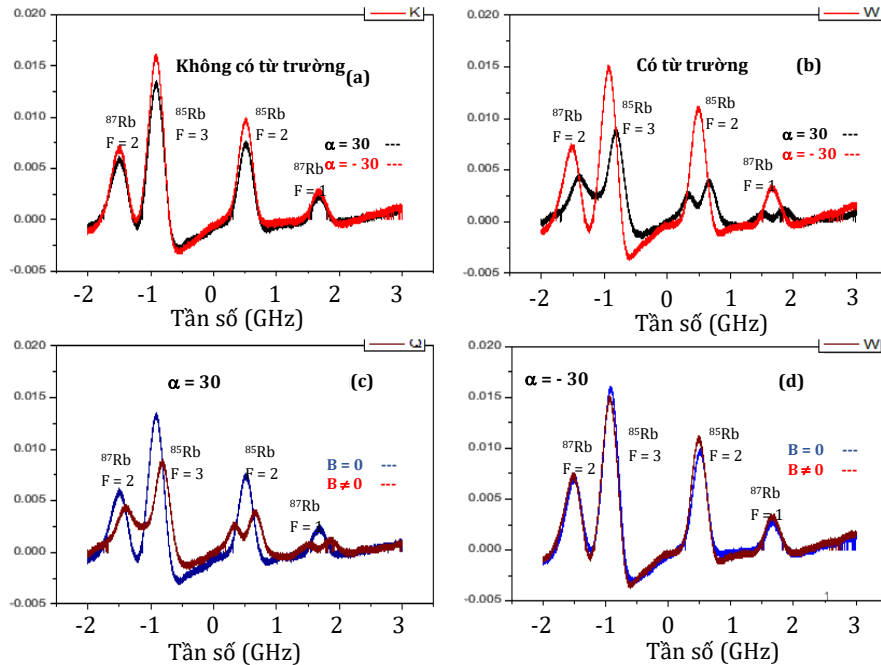 K
0.020
0.015
0.010
0.005
0.000
-0.005
Không có từ trường
(a)
⁸⁷Rb
F = 2
⁸⁵Rb
F = 3
⁸⁵Rb
F = 2
⁸⁷Rb
F = 1
α = 30 ---
α = - 30 ---
-2 -1 0 1 2 3
Tần số (GHz)
W
0.020
0.015
0.010
0.005
0.000
-0.005
Có từ trường
(b)
⁸⁷Rb
F = 2
⁸⁵Rb
F = 3
⁸⁵Rb
F = 2
⁸⁷Rb
F = 1
α = 30 ---
α = - 30 ---
-2 -1 0 1 2 3
Tần số (GHz)
0.020
0.015
0.010
0.005
0.000
-0.005
α = 30
(c)
⁸⁷Rb
F = 2
⁸⁵Rb
F = 3
⁸⁵Rb
F = 2
⁸⁷Rb
F = 1
B = 0 ---
B ≠ 0 ---
-2 -1 0 1 2 3
Tần số (GHz)
0.020
0.015
0.010
0.005
0.000
-0.005
α = - 30
(d)
⁸⁷Rb
F = 2
⁸⁵Rb
F = 3
⁸⁵Rb
F = 2
⁸⁷Rb
F = 1
B = 0 ---
B ≠ 0 ---
1
-2 -1 0 1 2 3
Tần số (GHz)